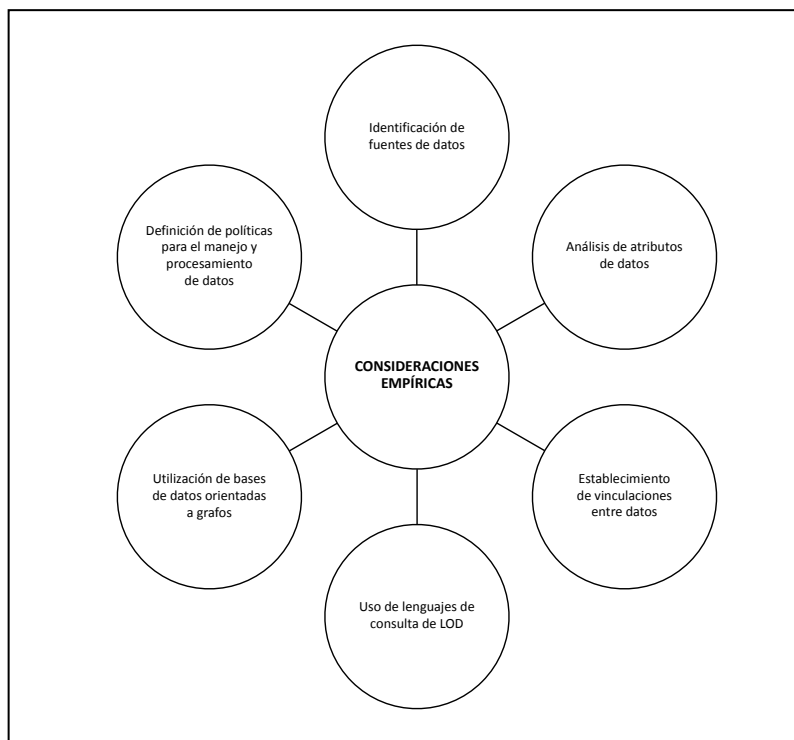 Identificación de
fuentes de datos
Definición de políticas
para el manejo y
procesamiento
de datos
Análisis de atributos
de datos
CONSIDERACIONES
EMPÍRICAS
Utilización de bases
de datos orientadas
a grafos
Establecimiento
de vinculaciones
entre datos
Uso de lenguajes de
consulta de LOD